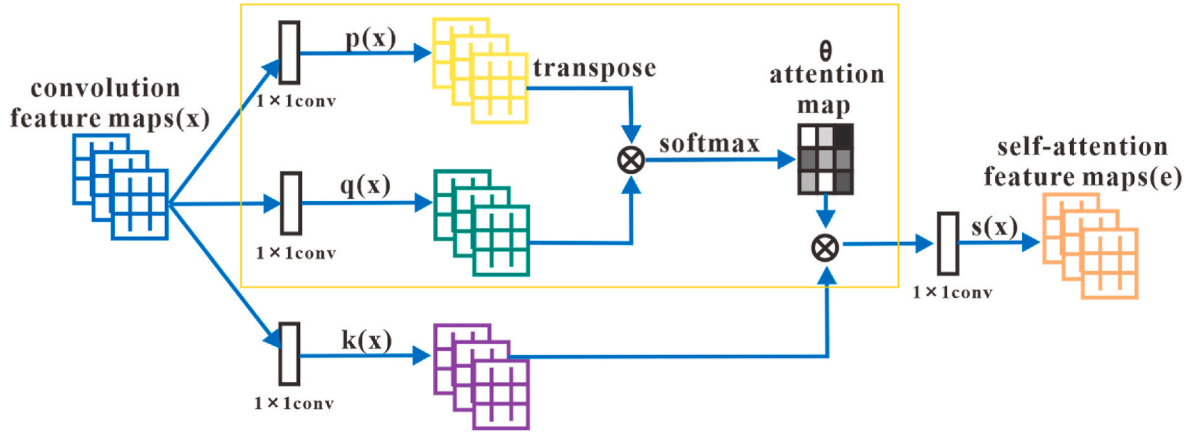 convolution
feature maps(x)
1×1conv
p(x)
transpose
1×1conv
q(x)
1×1conv
k(x)
softmax
θ
attention
map
1×1conv
s(x)
self-attention
feature maps(e)